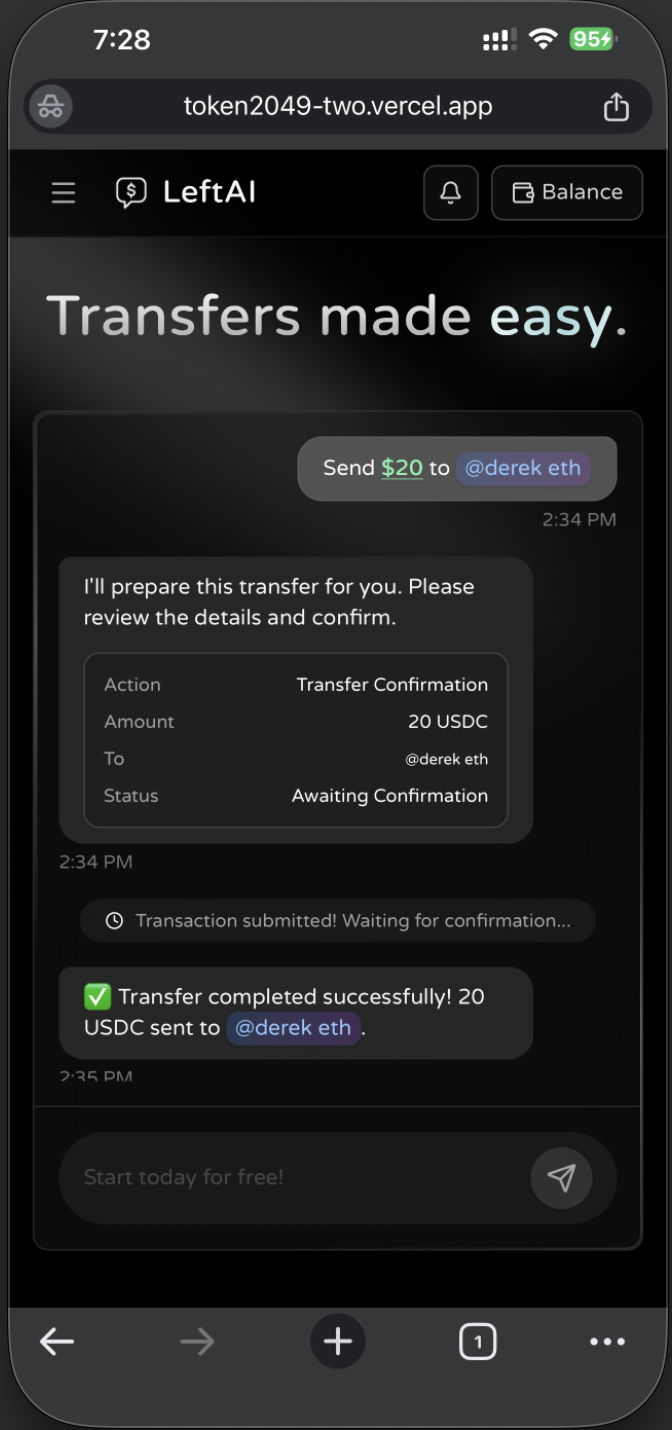 7:28
95
token2049-two.vercel.app
$ LeftAI
Balance
Transfers made easy.
Send $20 to @derek eth
2:34 PM
I'll prepare this transfer for you. Please
review the details and confirm.
Action Transfer Confirmation
Amount 20 USDC
To @derek eth
Status Awaiting Confirmation
2:34 PM
Transaction submitted! Waiting for confirmation...
✅ Transfer completed successfully! 20
USDC sent to @derek eth.
2:35 PM
Start today for free!
1